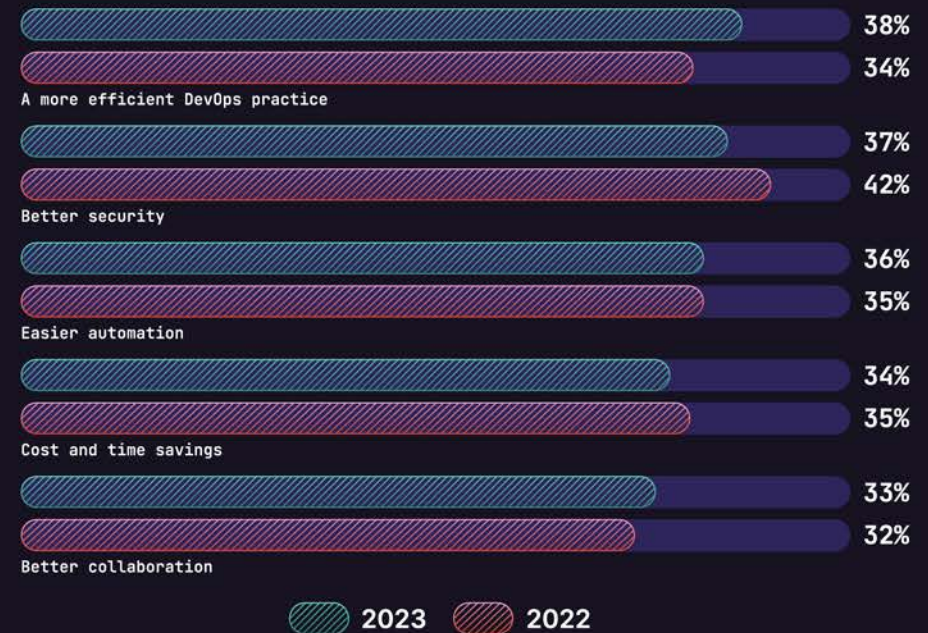 38%
34%
A more efficient DevOps practice
37%
42%
Better security
36%
35%
Easier automation
34%
35%
Cost and time savings
33%
32%
Better collaboration
2023 2022